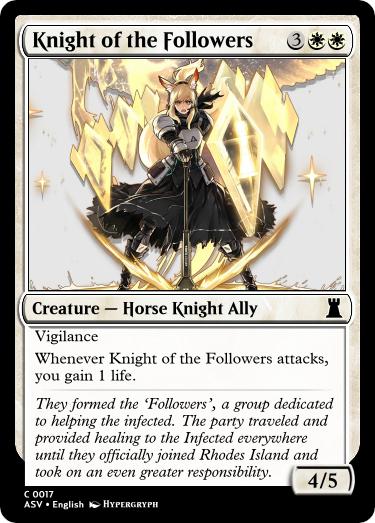 Knight of the Followers 3
Creature — Horse Knight Ally
Vigilance
Whenever Knight of the Followers attacks,
you gain 1 life.
They formed the ‘Followers’, a group dedicated
to helping the infected. The party traveled and
provided healing to the Infected everywhere
until they officially joined Rhodes Island and
took on an even greater responsibility.
4/5
C 0017
ASV • English HYPERGRYPH